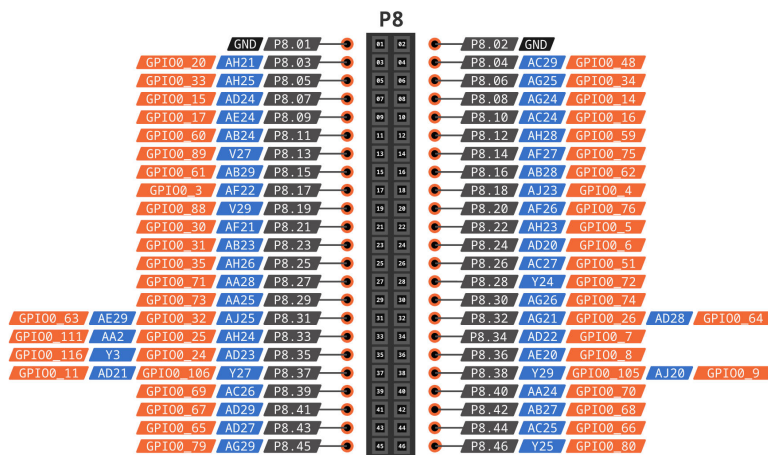 P8
GND P8.01 01 02 P8.02 GND
GPIO0_20 AH21 P8.03 03 04 P8.04 AC29 GPIO0_48
GPIO0_33 AH25 P8.05 05 06 P8.06 AG25 GPIO0_34
GPIO0_15 AD24 P8.07 07 08 P8.08 AG24 GPIO0_14
GPIO0_17 AE24 P8.09 09 10 P8.10 AC24 GPIO0_16
GPIO0_60 AB24 P8.11 11 12 P8.12 AH28 GPIO0_59
GPIO0_89 V27 P8.13 13 14 P8.14 AF27 GPIO0_75
GPIO0_61 AB29 P8.15 15 16 P8.16 AB28 GPIO0_62
GPIO0_3 AF22 P8.17 17 18 P8.18 AJ23 GPIO0_4
GPIO0_88 V29 P8.19 19 20 P8.20 AF26 GPIO0_76
GPIO0_30 AF21 P8.21 21 22 P8.22 AH23 GPIO0_5
GPIO0_31 AB23 P8.23 23 24 P8.24 AD20 GPIO0_6
GPIO0_35 AH26 P8.25 25 26 P8.26 AC27 GPIO0_51
GPIO0_71 AA28 P8.27 27 28 P8.28 Y24 GPIO0_72
GPIO0_73 AA25 P8.29 29 30 P8.30 AG26 GPIO0_74
GPIO0_63 AE29 GPIO0_32 AJ25 P8.31 31 32 P8.32 AG21 GPIO0_26 AD28 GPIO0_64
GPIO0_111 AA2 GPIO0_25 AH24 P8.33 33 34 P8.34 AD22 GPIO0_7
GPIO0_116 Y3 GPIO0_24 AD23 P8.35 35 36 P8.36 AE20 GPIO0_8
GPIO0_11 AD21 GPIO0_106 Y27 P8.37 37 38 P8.38 Y29 GPIO0_105 AJ20 GPIO0_9
GPIO0_69 AC26 P8.39 39 40 P8.40 AA24 GPIO0_70
GPIO0_67 AD29 P8.41 41 42 P8.42 AB27 GPIO0_68
GPIO0_65 AD27 P8.43 43 44 P8.44 AC25 GPIO0_66
GPIO0_79 AG29 P8.45 45 46 P8.46 Y25 GPIO0_80